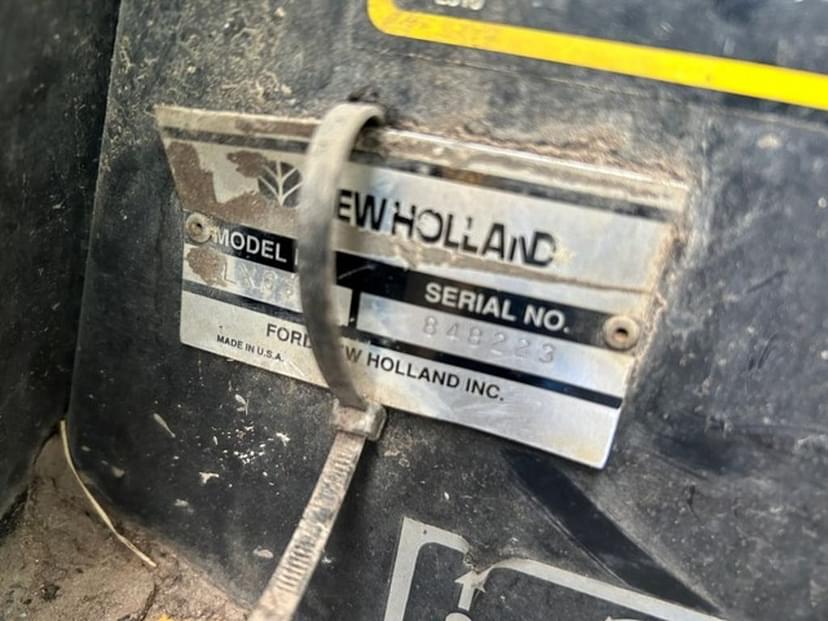 EW HOLLAND
MODEL
SERIAL NO.
848223
FORD EW HOLLAND INC.
MADE IN U.S.A.